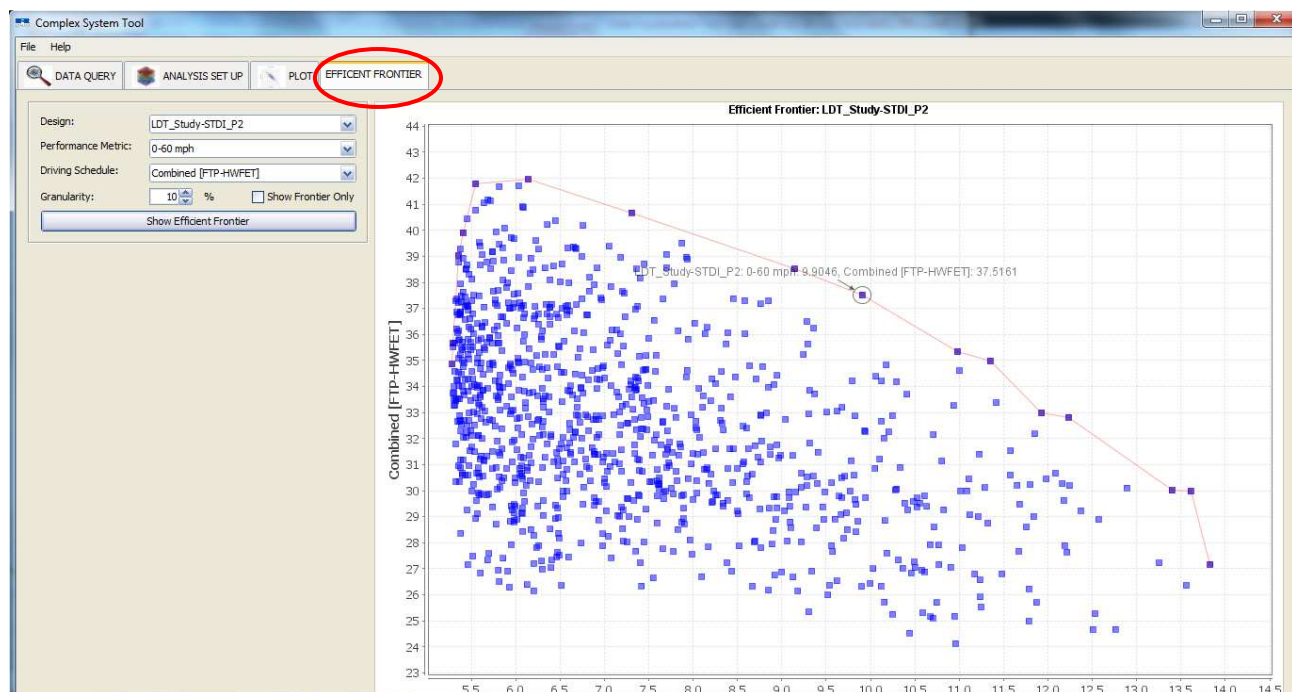 Complex System Tool
File Help
DATA QUERY ANALYSIS SET UP PLOT EFFICENT FRONTIER
Design: LDT_Study-STDI_P2
Performance Metric: 0-60 mph
Driving Schedule: Combined [FTP-HWFET]
Granularity: 10 % Show Frontier Only
Show Efficient Frontier
Efficient Frontier: LDT_Study-STDI_P2
44
43
42
41
40
39
38
37
36
35
34
33
32
31
30
29
28
27
26
25
24
23
Combined [FTP-HWFET]
LDT_Study-STDI_P2: 0-60 mph: 9.9046, Combined [FTP-HWFET]: 37.5161
5.5 6.0 6.5 7.0 7.5 8.0 8.5 9.0 9.5 10.0 10.5 11.0 11.5 12.0 12.5 13.0 13.5 14.0 14.5